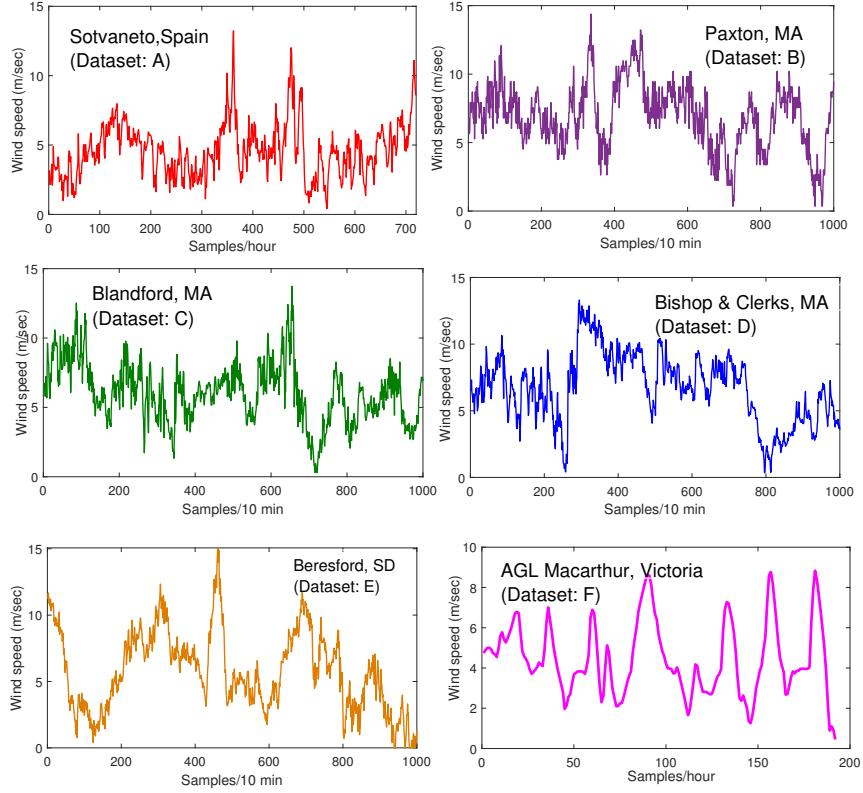 Wind speed (m/sec)
15
10
5
0
Sotvaneto,Spain
(Dataset: A)
0 100 200 300 400 500 600 700
Samples/hour
Wind speed (m/sec)
15
10
5
0
Paxton, MA
(Dataset: B)
0 200 400 600 800 1000
Samples/10 min
Wind speed (m/sec)
15
10
5
0
Blandford, MA
(Dataset: C)
0 200 400 600 800 1000
Samples/10 min
Wind speed (m/sec)
15
10
5
0
Bishop & Clerks, MA
(Dataset: D)
0 200 400 600 800 1000
Samples/10 min
Wind speed (m/sec)
15
10
5
0
Beresford, SD
(Dataset: E)
0 200 400 600 800 1000
Samples/10 min
Wind speed (m/sec)
10
8
6
4
2
0
AGL Macarthur, Victoria
(Dataset: F)
0 50 100 150 200
Samples/hour